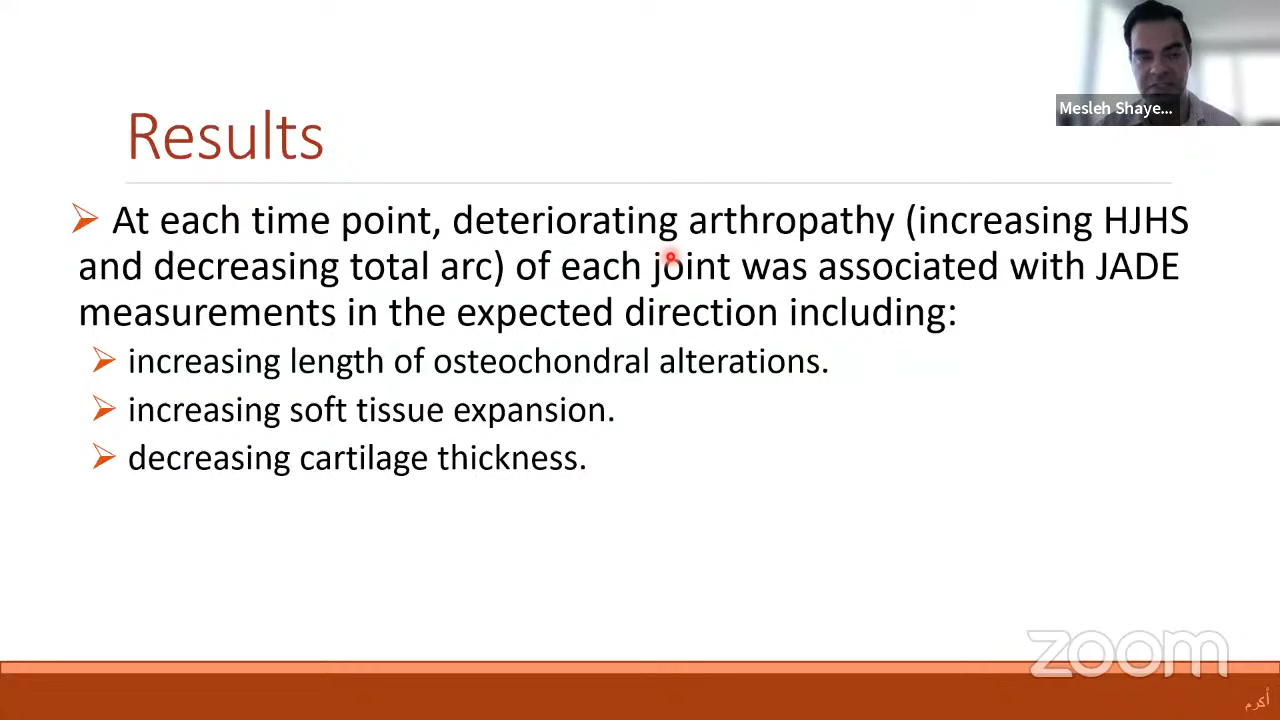 Mesleh Shaye...
Results
At each time point, deteriorating arthropathy (increasing HJHS
and decreasing total arc) of each joint was associated with JADE
measurements in the expected direction including:
increasing length of osteochondral alterations.
increasing soft tissue expansion.
decreasing cartilage thickness.
zoom
أكرم